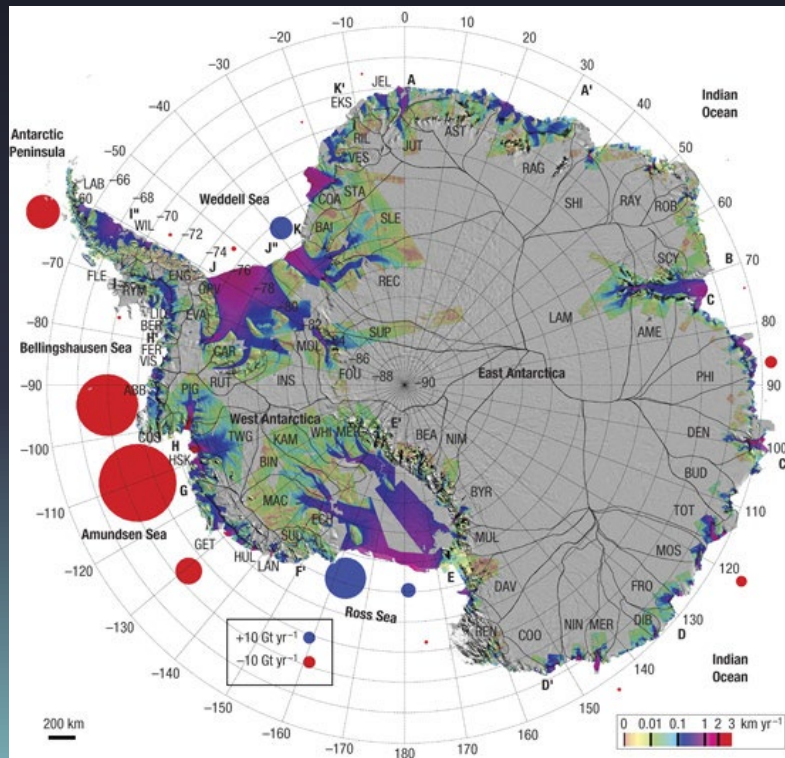 0
10
20
30
40
50
60
70
80
90
100
110
120
130
140
150
160
170
180
−170
−160
−150
−140
−130
−120
−110
−100
−90
−80
−70
−60
−50
−40
−30
−20
−10
K'
JEL
A
A'
EKS
Indian
Ocean
Antarctic
Peninsula
RIL
JUT
AST
VES
RAG
LAB
−66
−68
I"
WIL
−70
−72
−74
−76
−78
−80
−82
−84
−86
−88
−90
Weddell Sea
K
J"
J
COA
STA
BAI
SLE
SHI
RAY
ROB
SCY
B
C
FLE
RYM
ENG
ORV
REC
LAM
AME
LIL
BER
EVA
H'
FER
VIS
Bellingshausen Sea
CAR
MOL
SUP
FOU
RUT
INS
East Antarctica
PHI
ABB
PIG
COS
West Antarctica
H
HSK
TWG
KAM
WHI
MER
E'
BEA
NIM
DEN
BUD
BIN
G
Amundsen Sea
MAC
ECH
BYR
TOT
GET
SUL
HUL
LAN
F'
MUL
MOS
E
DAV
FRO
Ross Sea
REN
COO
NIN
MER
DIB
D
D'
Indian
Ocean
+10 Gt yr⁻¹
−10 Gt yr⁻¹
200 km
0 0.01 0.1 1 2 3 km yr⁻¹